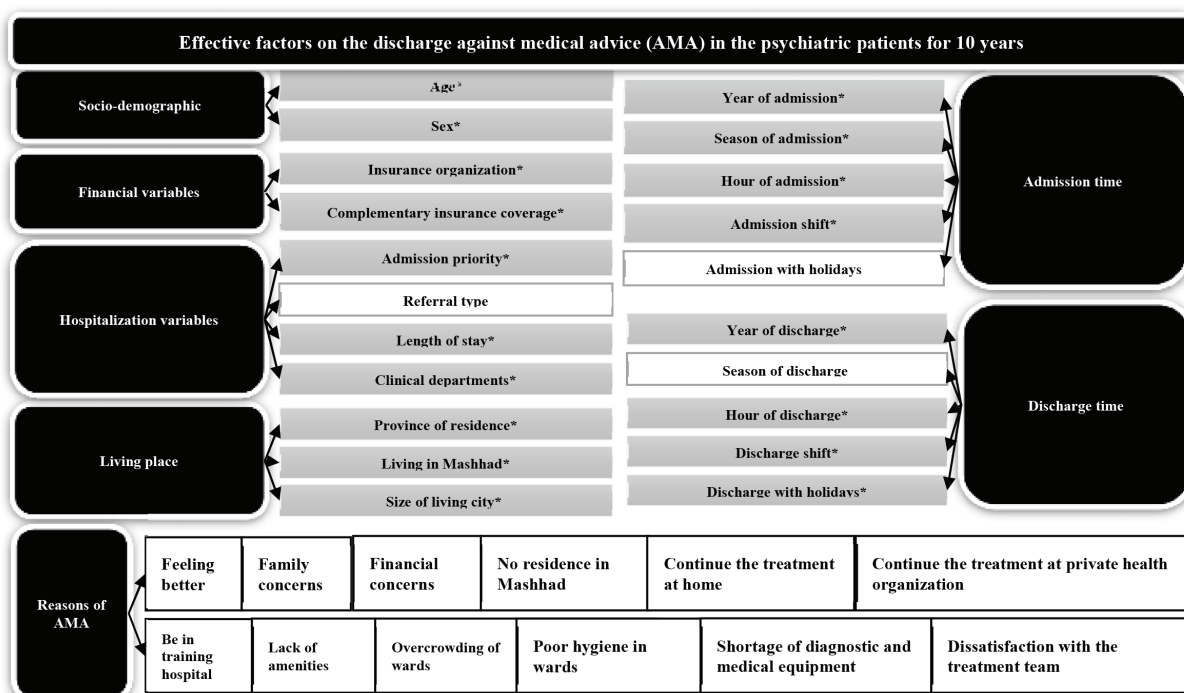 Effective factors on the discharge against medical advice (AMA) in the psychiatric patients for 10 years
Socio-demographic
Age*
Sex*
Financial variables
Insurance organization*
Complementary insurance coverage*
Hospitalization variables
Admission priority*
Referral type
Length of stay*
Clinical departments*
Living place
Province of residence*
Living in Mashhad*
Size of living city*
Year of admission*
Season of admission*
Hour of admission*
Admission shift*
Admission with holidays
Admission time
Year of discharge*
Season of discharge
Hour of discharge*
Discharge shift*
Discharge with holidays*
Discharge time
Reasons of
AMA
Feeling
better
Family
concerns
Financial
concerns
No residence in
Mashhad
Continue the treatment
at home
Continue the treatment at private health
organization
Be in
training
hospital
Lack of
amenities
Overcrowding of
wards
Poor hygiene in
wards
Shortage of diagnostic and
medical equipment
Dissatisfaction with the
treatment team